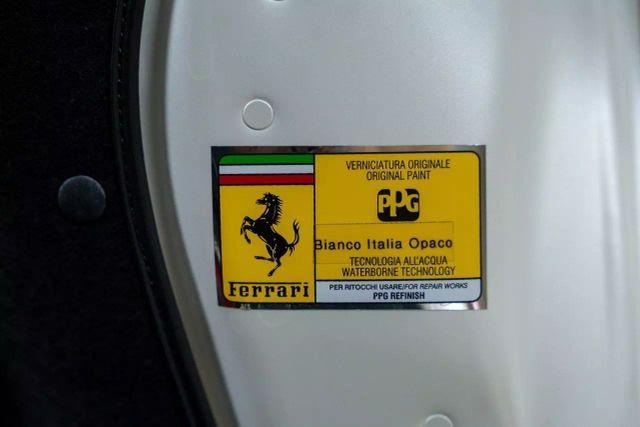 VERNICIATURA ORIGINALE
ORIGINAL PAINT
PPG
Bianco Italia Opaco
TECNOLOGIA ALL'ACQUA
WATERBORNE TECHNOLOGY
Ferrari
PER RITOCCHI USARE/FOR REPAIR WORKS
PPG REFINISH